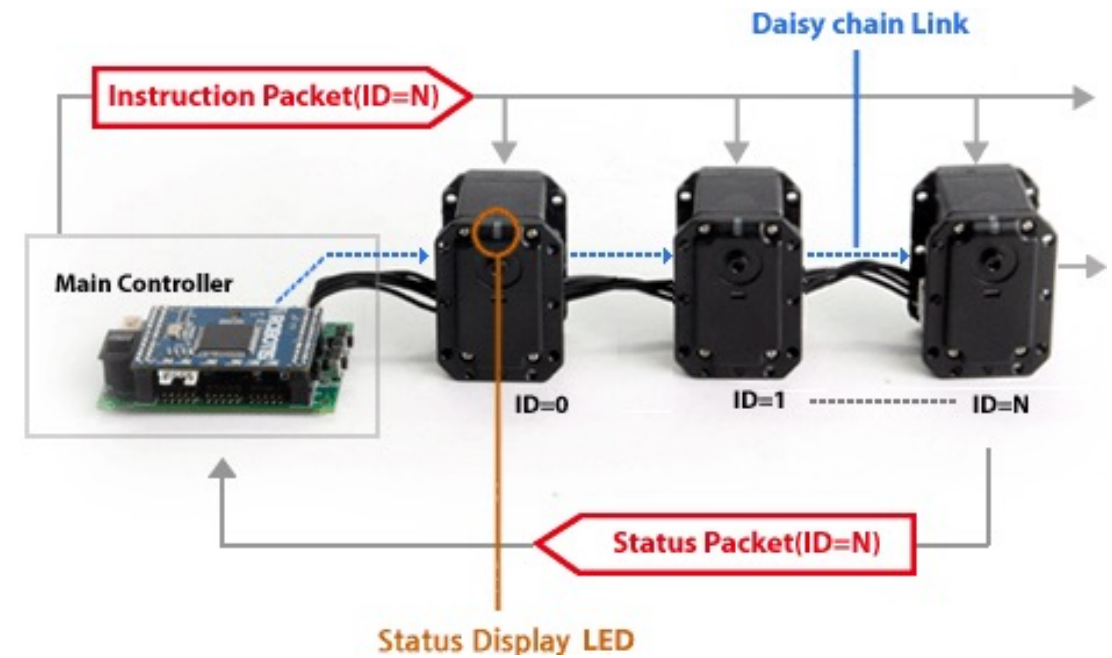 Daisy chain Link
Instruction Packet(ID=N)
Main Controller
ROBOTIS
ID=0
ID=1
ID=N
Status Packet(ID=N)
Status Display LED